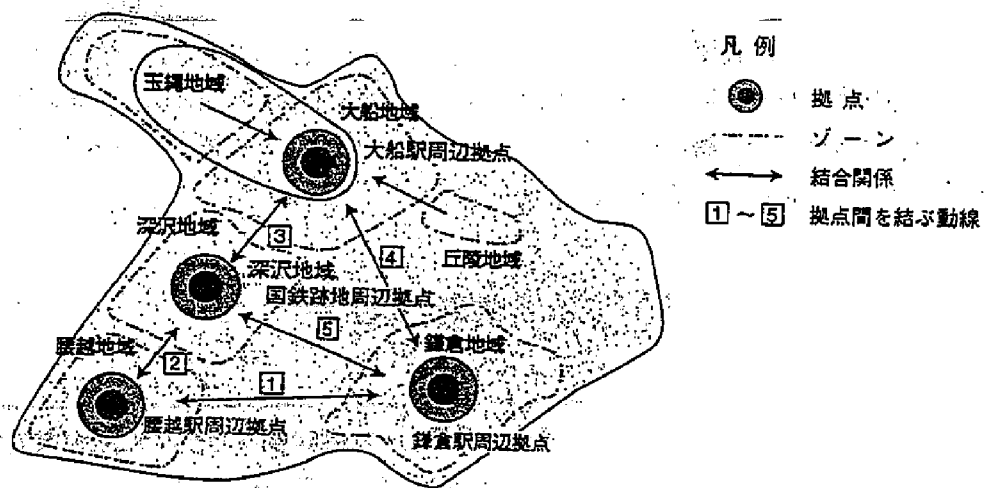 玉縄地域
大船地域
大船駅周辺拠点
深沢地域
3
4
丘陵地域
深沢地域
国鉄跡地周辺拠点
5
腰越地域
鎌倉地域
2
1
腰越駅周辺拠点
鎌倉駅周辺拠点
凡例
拠点
ゾーン
結合関係
1～5 拠点間を結ぶ動線